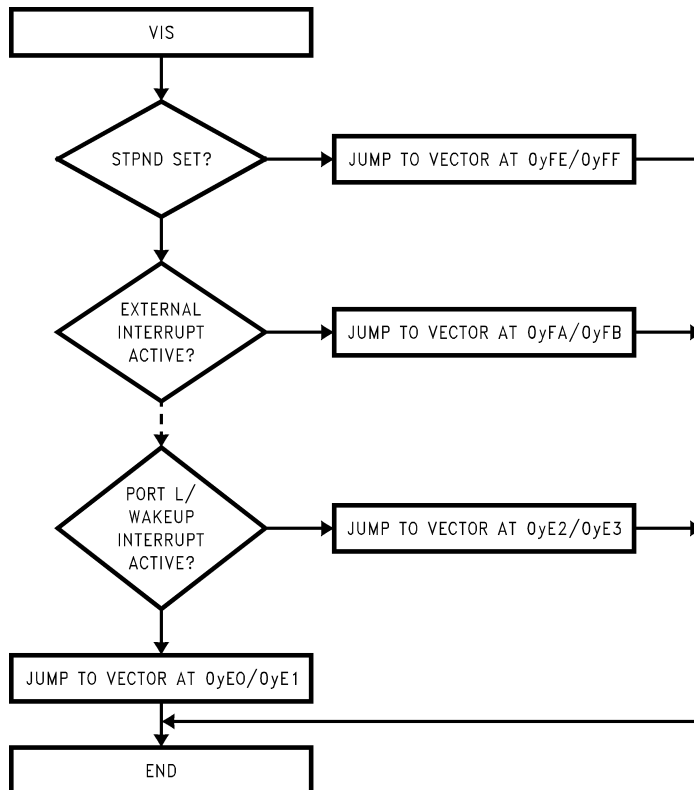 VIS
STPND SET?
JUMP TO VECTOR AT 0yFE/0yFF
EXTERNAL
INTERRUPT
ACTIVE?
JUMP TO VECTOR AT 0yFA/0yFB
PORT L/
WAKEUP
INTERRUPT
ACTIVE?
JUMP TO VECTOR AT 0yE2/0yE3
JUMP TO VECTOR AT 0yE0/0yE1
END